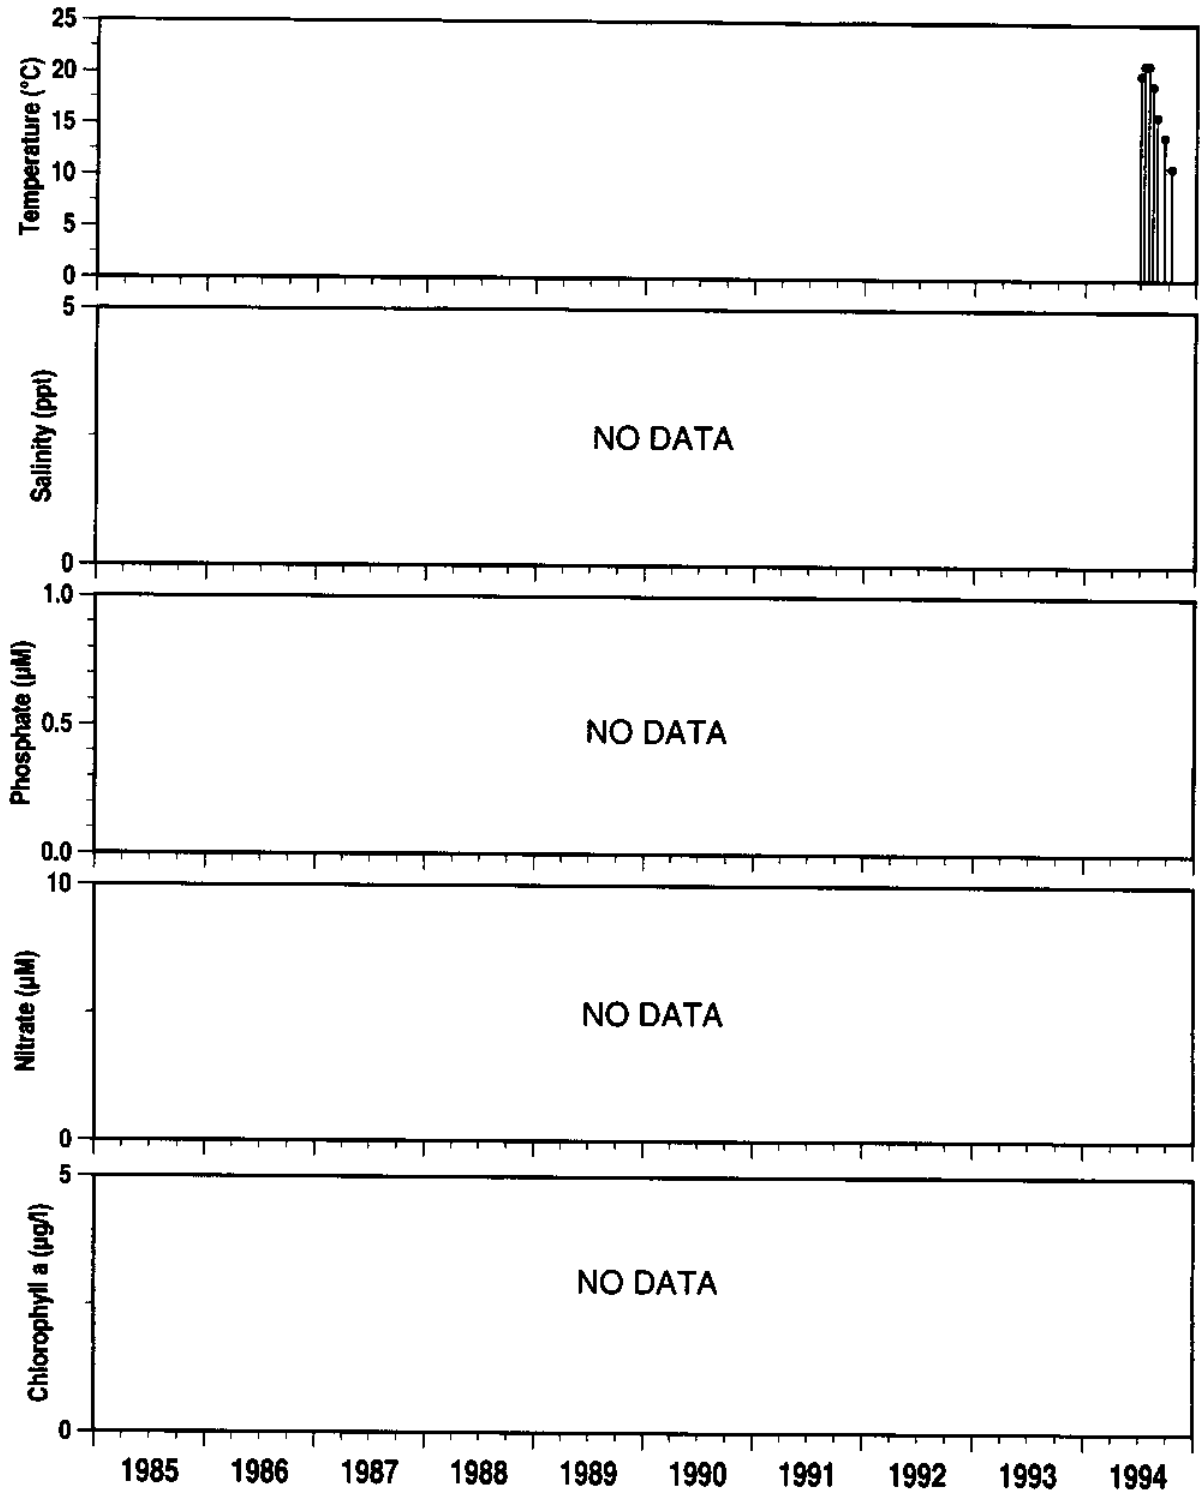 25
20
15
10
5
0
Temperature (°C)
5
0
Salinity (ppt)
NO DATA
1.0
0.5
0.0
Phosphate (µM)
NO DATA
10
0
Nitrate (µM)
NO DATA
5
0
Chlorophyll a (µg/l)
NO DATA
1985 1986 1987 1988 1989 1990 1991 1992 1993 1994